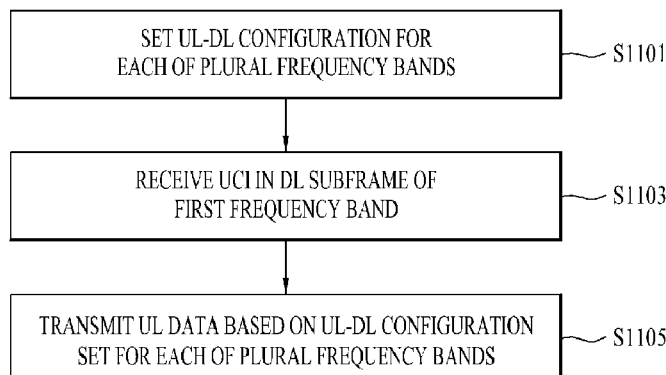 SET UL-DL CONFIGURATION FOR
EACH OF PLURAL FREQUENCY BANDS
S1101
RECEIVE UCI IN DL SUBFRAME OF
FIRST FREQUENCY BAND
S1103
TRANSMIT UL DATA BASED ON UL-DL CONFIGURATION
SET FOR EACH OF PLURAL FREQUENCY BANDS
S1105